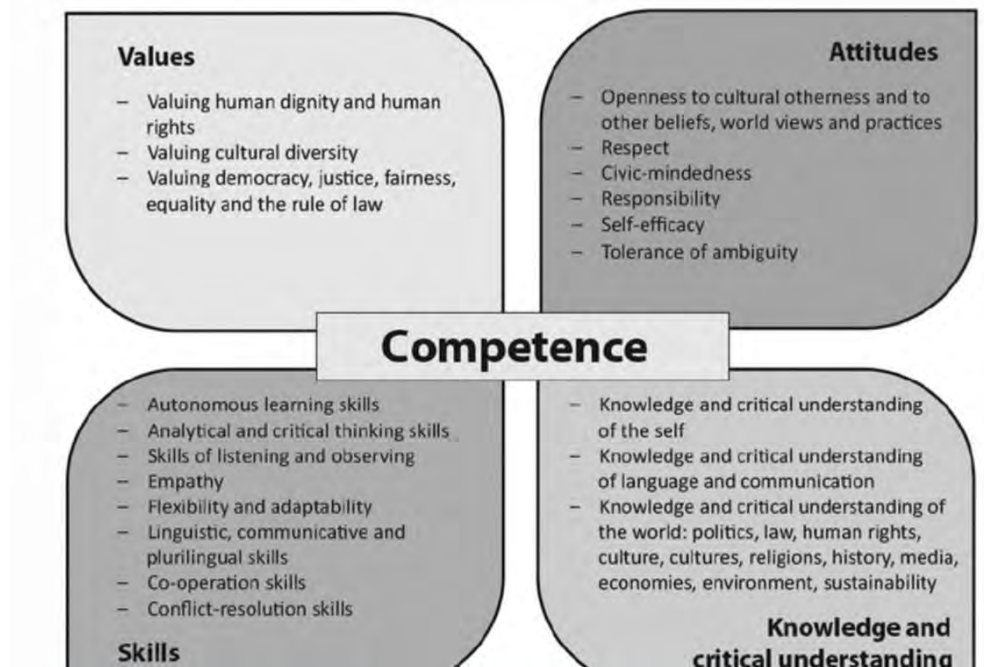 Values
– Valuing human dignity and human
rights
– Valuing cultural diversity
– Valuing democracy, justice, fairness,
equality and the rule of law
Attitudes
– Openness to cultural otherness and to
other beliefs, world views and practices
– Respect
– Civic-mindedness
– Responsibility
– Self-efficacy
– Tolerance of ambiguity
Competence
– Autonomous learning skills
– Analytical and critical thinking skills
– Skills of listening and observing
– Empathy
– Flexibility and adaptability
– Linguistic, communicative and
plurilingual skills
– Co-operation skills
– Conflict-resolution skills
Skills
– Knowledge and critical understanding
of the self
– Knowledge and critical understanding
of language and communication
– Knowledge and critical understanding of
the world: politics, law, human rights,
culture, cultures, religions, history, media,
economies, environment, sustainability
Knowledge and
critical understanding